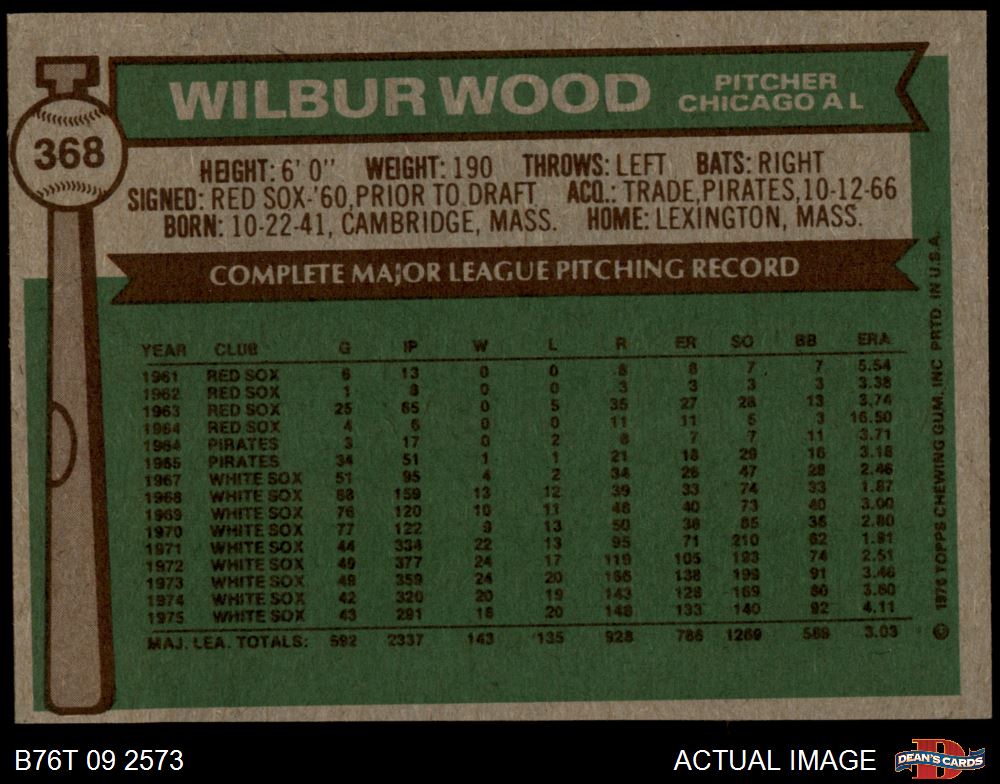 WILBUR WOOD PITCHER
CHICAGO A L
368
HEIGHT: 6' 0" WEIGHT: 190 THROWS: LEFT BATS: RIGHT
SIGNED: RED SOX-'60, PRIOR TO DRAFT ACQ.: TRADE, PIRATES, 10-12-66
BORN: 10-22-41, CAMBRIDGE, MASS. HOME: LEXINGTON, MASS.
COMPLETE MAJOR LEAGUE PITCHING RECORD
YEAR CLUB G IP W L R ER SO BB ERA
1961 RED SOX 6 13 0 0 8 8 7 7 5.54
1962 RED SOX 1 8 0 0 3 3 3 3 3.38
1963 RED SOX 25 65 0 5 35 27 28 13 3.74
1964 RED SOX 4 6 0 0 11 11 5 3 16.50
1964 PIRATES 3 17 0 2 8 7 7 11 3.71
1965 PIRATES 34 51 1 1 21 18 29 16 3.18
1967 WHITE SOX 51 95 4 2 34 26 47 28 2.46
1968 WHITE SOX 88 159 13 12 39 33 74 33 1.87
1969 WHITE SOX 76 120 10 11 48 40 73 40 3.00
1970 WHITE SOX 77 122 9 13 50 38 85 36 2.80
1971 WHITE SOX 44 334 22 13 95 71 210 62 1.91
1972 WHITE SOX 49 377 24 17 119 105 193 74 2.51
1973 WHITE SOX 49 359 24 20 166 138 199 91 3.46
1974 WHITE SOX 42 320 20 19 143 128 169 80 3.60
1975 WHITE SOX 43 291 16 20 148 133 140 92 4.11
MAJ. LEA. TOTALS: 592 2337 143 135 928 786 1269 589 3.03
© 1976 TOPPS CHEWING GUM, INC PRTD IN U.S.A.
B76T 09 2573 ACTUAL IMAGE
DEAN'S CARDS